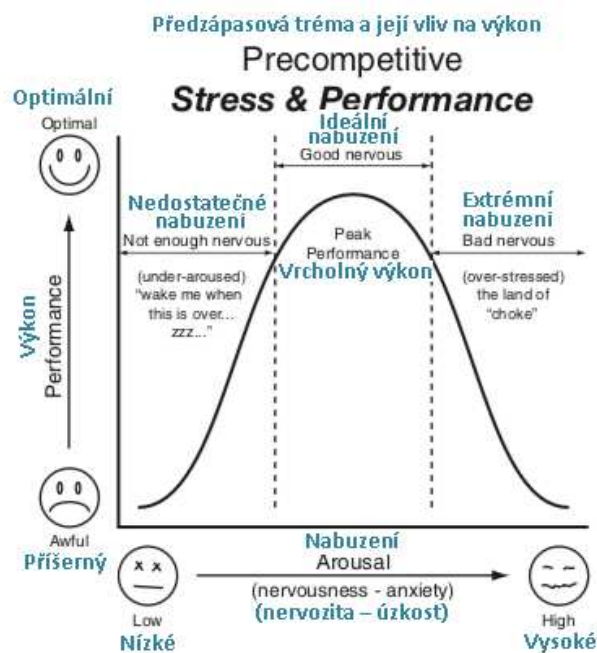 Předzápasová tréma a její vliv na výkon
Precompetitive
Stress & Performance
Optimální
Optimal
Ideální
nabuzení
Good nervous
Nedostatečné
nabuzení
Not enough nervous
(under-aroused)
"wake me when
this is over...
zzz..."
Peak
Performance
Vrcholný výkon
Extrémní
nabuzení
Bad nervous
(over-stressed)
the land of
"choke"
Výkon
Performance
Awful
Příšerný
Nabuzení
Arousal
(nervousness - anxiety)
(nervozita – úzkost)
x x
Low
Nízké
High
Vysoké